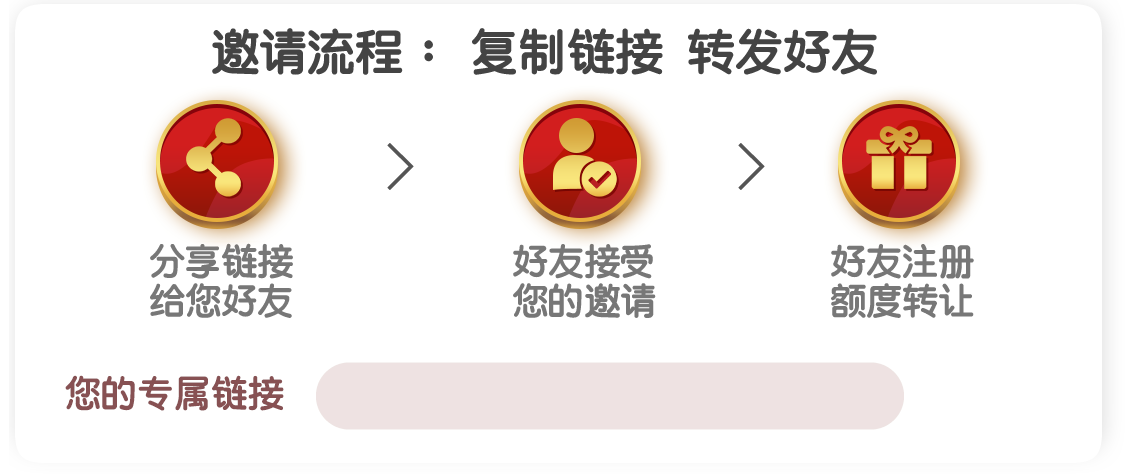 邀请流程： 复制链接 转发好友
分享链接
给您好友
好友接受
您的邀请
好友注册
额度转让
您的专属链接